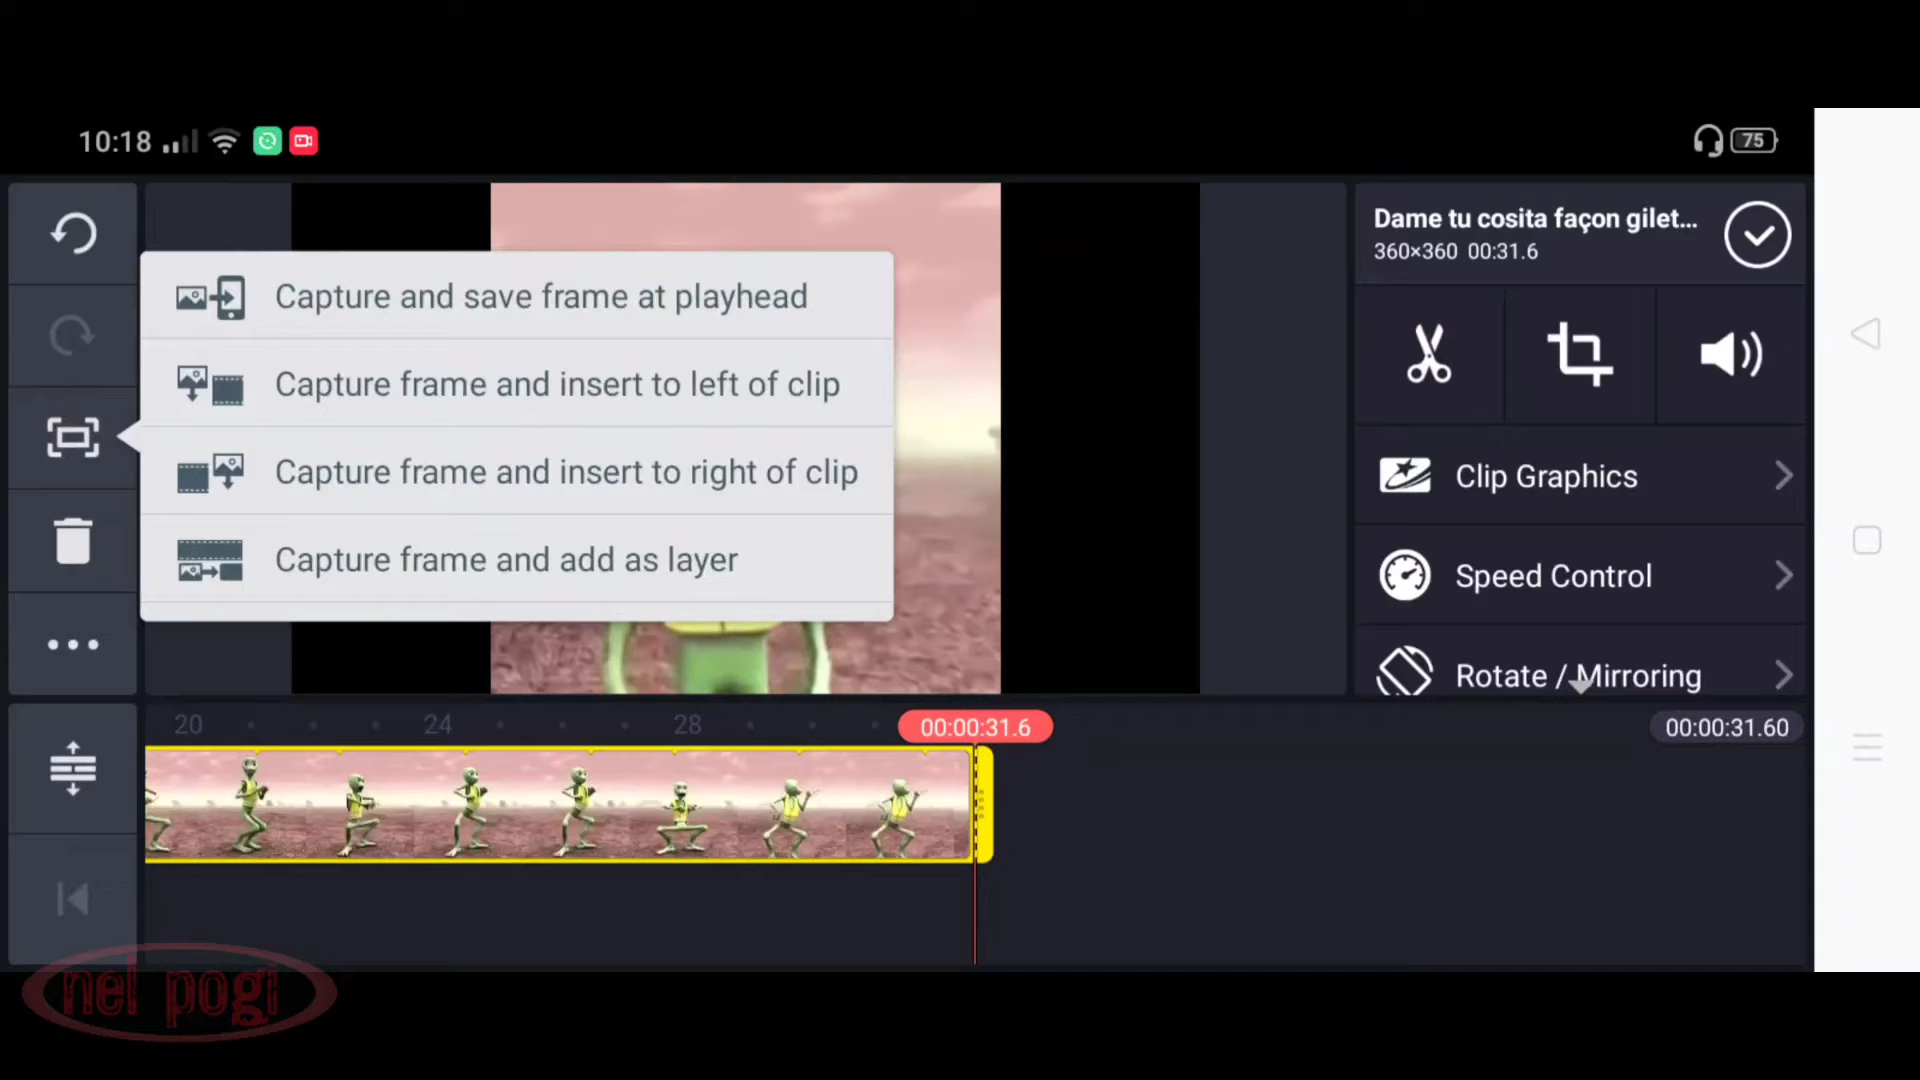 10:18
75
Dame tu cosita façon gilet...
360×360 00:31.6
Capture and save frame at playhead
Capture frame and insert to left of clip
Capture frame and insert to right of clip
Capture frame and add as layer
Clip Graphics
Speed Control
Rotate / Mirroring
20
24
28
00:00:31.6
00:00:31.60
nel pogi